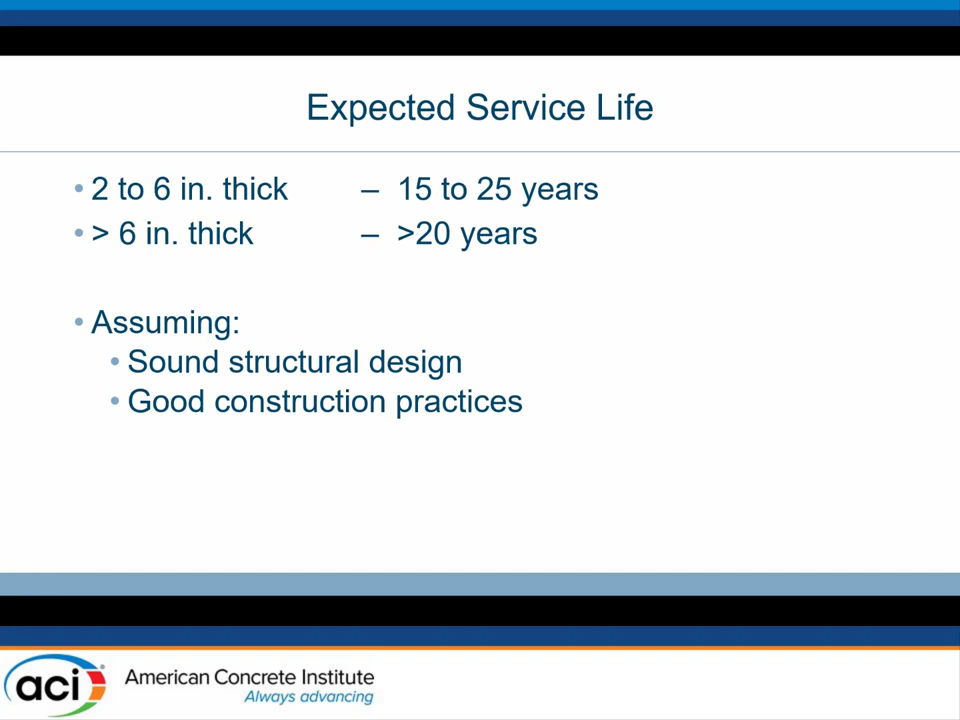 Expected Service Life
• 2 to 6 in. thick – 15 to 25 years
• > 6 in. thick – >20 years
• Assuming:
• Sound structural design
• Good construction practices
aci®
American Concrete Institute
Always advancing